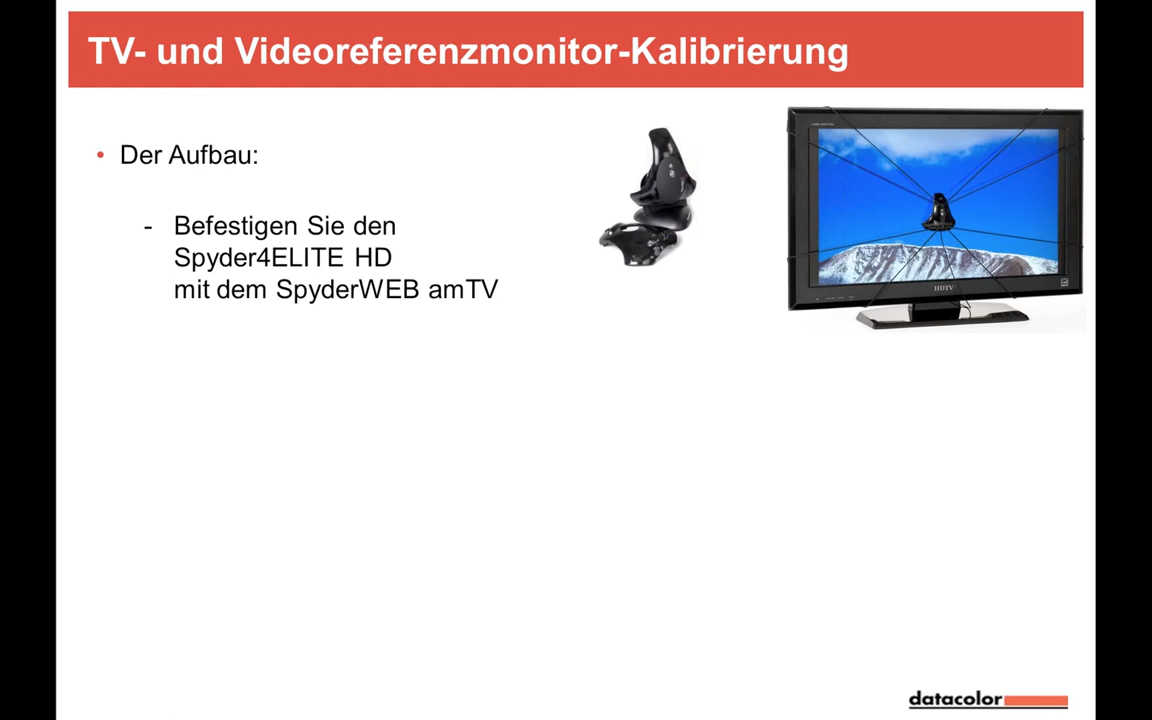 TV- und Videoreferenzmonitor-Kalibrierung
• Der Aufbau:
- Befestigen Sie den
Spyder4ELITE HD
mit dem SpyderWEB amTV
HDTV
datacolor